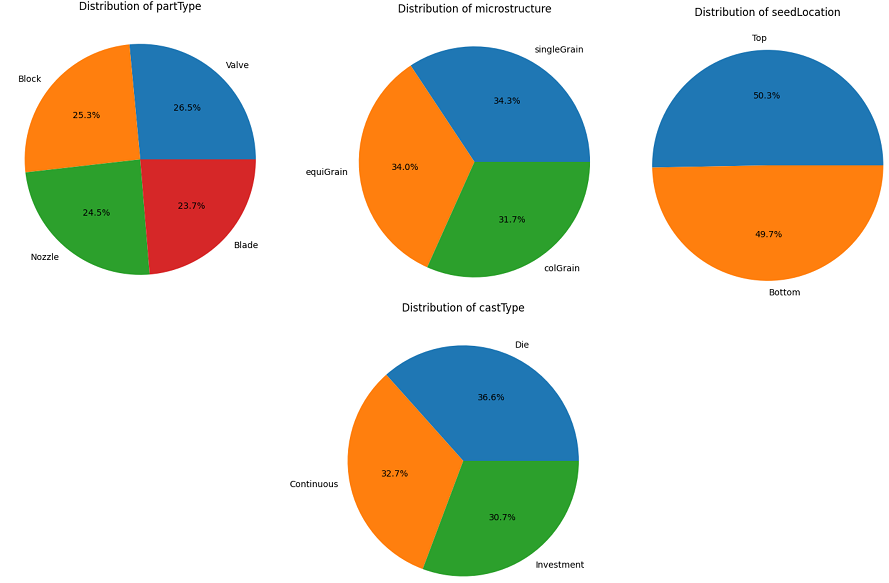 Distribution of partType
Valve
Block
26.5%
25.3%
24.5%
23.7%
Nozzle
Blade
Distribution of microstructure
singleGrain
34.3%
equiGrain
34.0%
31.7%
colGrain
Distribution of seedLocation
Top
50.3%
49.7%
Bottom
Distribution of castType
Die
36.6%
Continuous
32.7%
30.7%
Investment